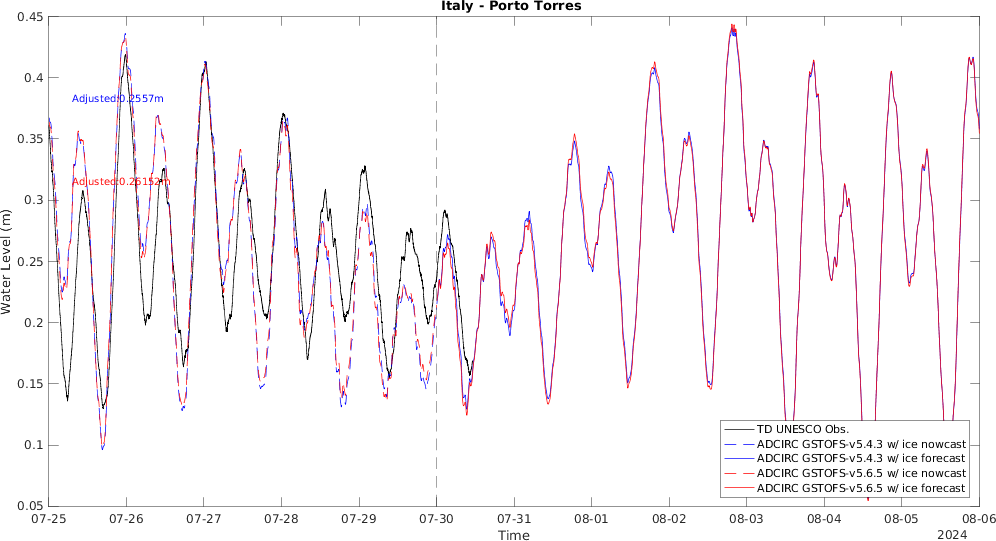 Italy - Porto Torres
Water Level (m)
0.45
0.4
0.35
0.3
0.25
0.2
0.15
0.1
0.05
Adjusted:0.2557m
Adjusted:0.26152m
TD UNESCO Obs.
ADCIRC GSTOFS-v5.4.3 w/ ice nowcast
ADCIRC GSTOFS-v5.4.3 w/ ice forecast
ADCIRC GSTOFS-v5.6.5 w/ ice nowcast
ADCIRC GSTOFS-v5.6.5 w/ ice forecast
07-25 07-26 07-27 07-28 07-29 07-30 07-31 08-01 08-02 08-03 08-04 08-05 08-06
Time
2024